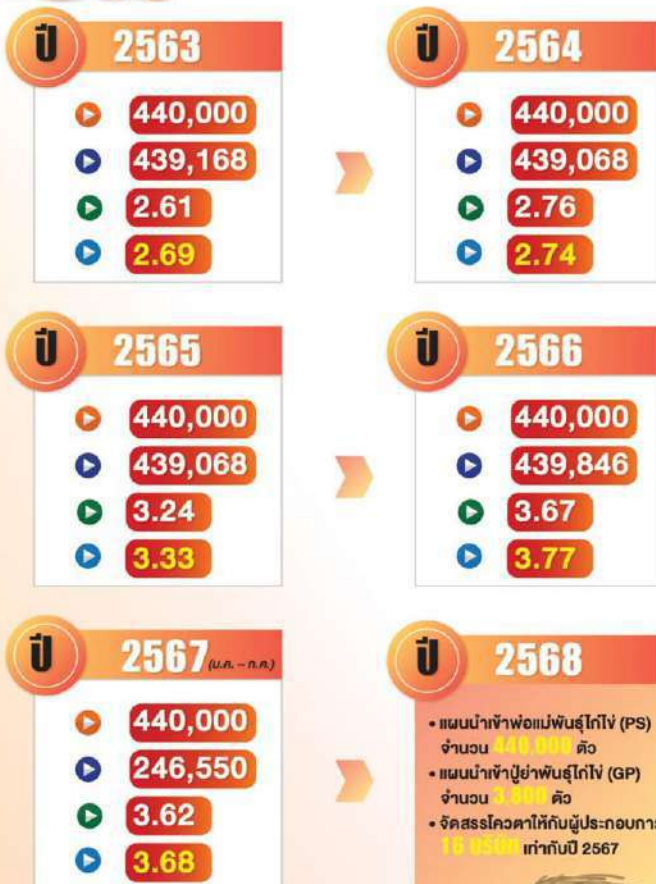 ปี 2563
440,000
439,168
2.61
2.69
ปี 2564
440,000
439,068
2.76
2.74
ปี 2565
440,000
439,068
3.24
3.33
ปี 2566
440,000
439,846
3.67
3.77
ปี 2567 (ม.ค. – ก.ค.)
440,000
246,550
3.62
3.68
ปี 2568
• แผนนำเข้าพ่อแม่พันธุ์ไก่ไข่ (PS)
จำนวน 440,000 ตัว
• แผนนำเข้าปู่ย่าพันธุ์ไก่ไข่ (GP)
จำนวน 3,800 ตัว
• จัดสรรโควตาให้กับผู้ประกอบกา
16 บริษัท เท่ากับปี 2567